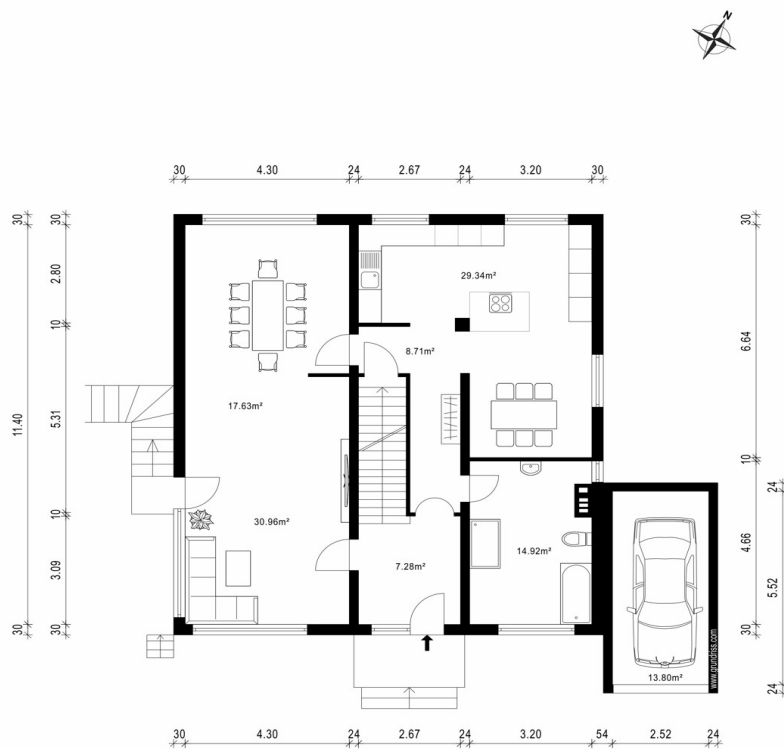 N
30 4.30 24 2.67 24 3.20 30
30
2.80
10
5.31
10
3.09
30
30
11.40
30
30
6.64
10
4.66
30
24
5.52
24
29.34m²
8.71m²
17.63m²
30.96m²
7.28m²
14.92m²
13.80m²
www.grundriss.com
30 4.30 24 2.67 24 3.20 54 2.52 24